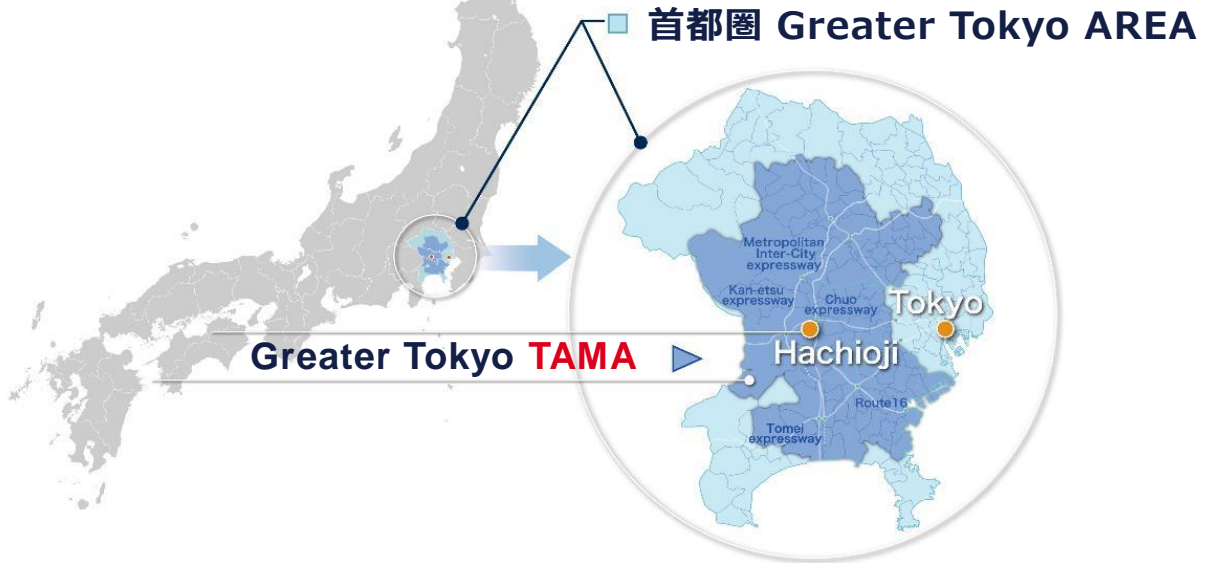 首都圏 Greater Tokyo AREA
Metropolitan
Inter-City
expressway
Kan-etsu
expressway
Chuo
expressway
Tokyo
Greater Tokyo TAMA
Hachioji
Route16
Tomei
expressway